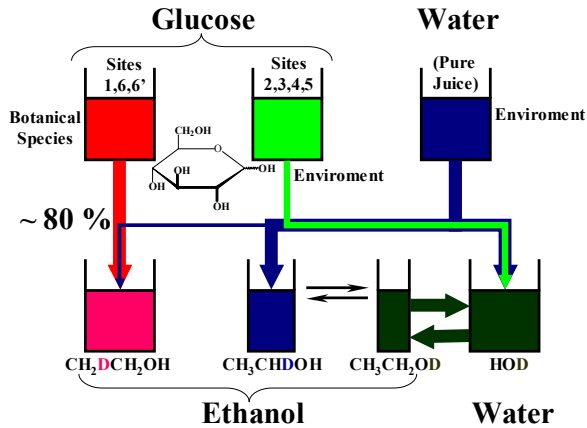 Glucose
Water
Sites
1,6,6’
Sites
2,3,4,5
(Pure
Juice)
Botanical
Species
Enviroment
CH₂OH
O
OH
OH
OH
OH
Enviroment
~ 80 %
CH₂DCH₂OH
CH₃CHDOH
CH₃CH₂OD
HOD
Ethanol
Water